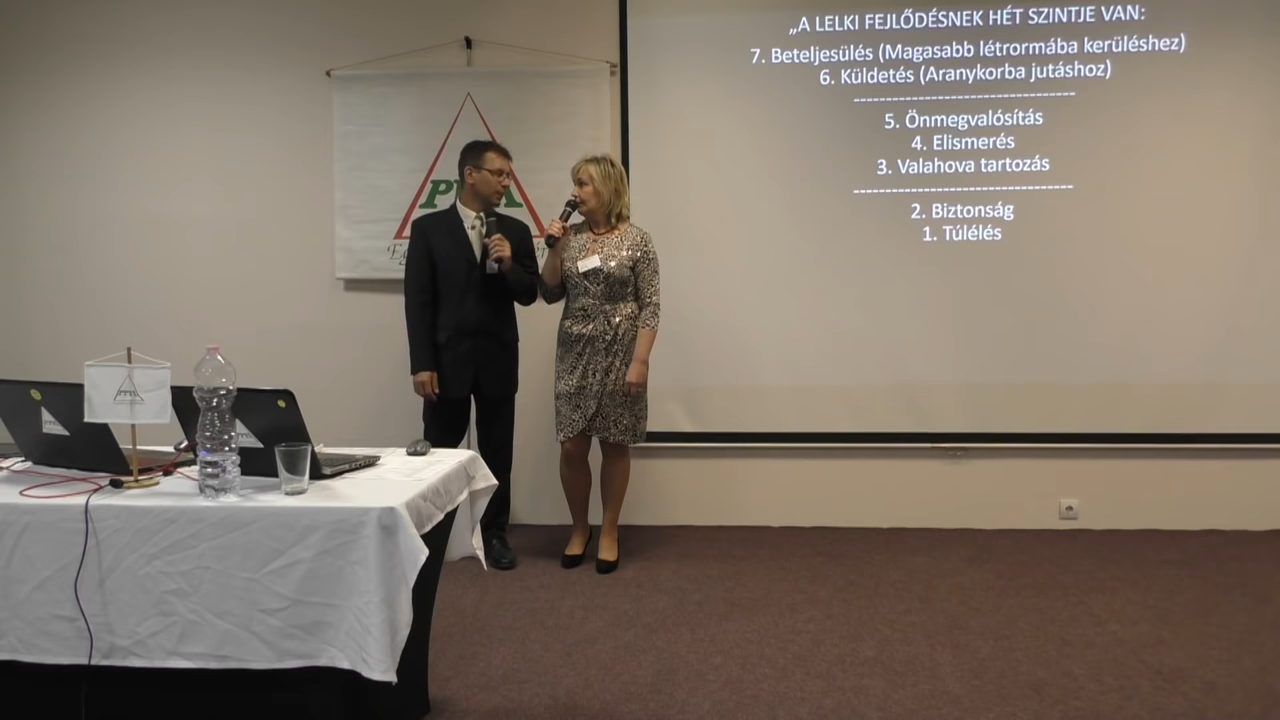 „A LELKI FEJLŐDÉSNEK HÉT SZINTJE VAN:
7. Beteljesülés (Magasabb létrormába kerüléshez)
6. Küldetés (Aranykorba jutáshoz)
--------------------------------
5. Önmegvalósítás
4. Elismerés
3. Valahova tartozás
--------------------------------
2. Biztonság
1. Túlélés